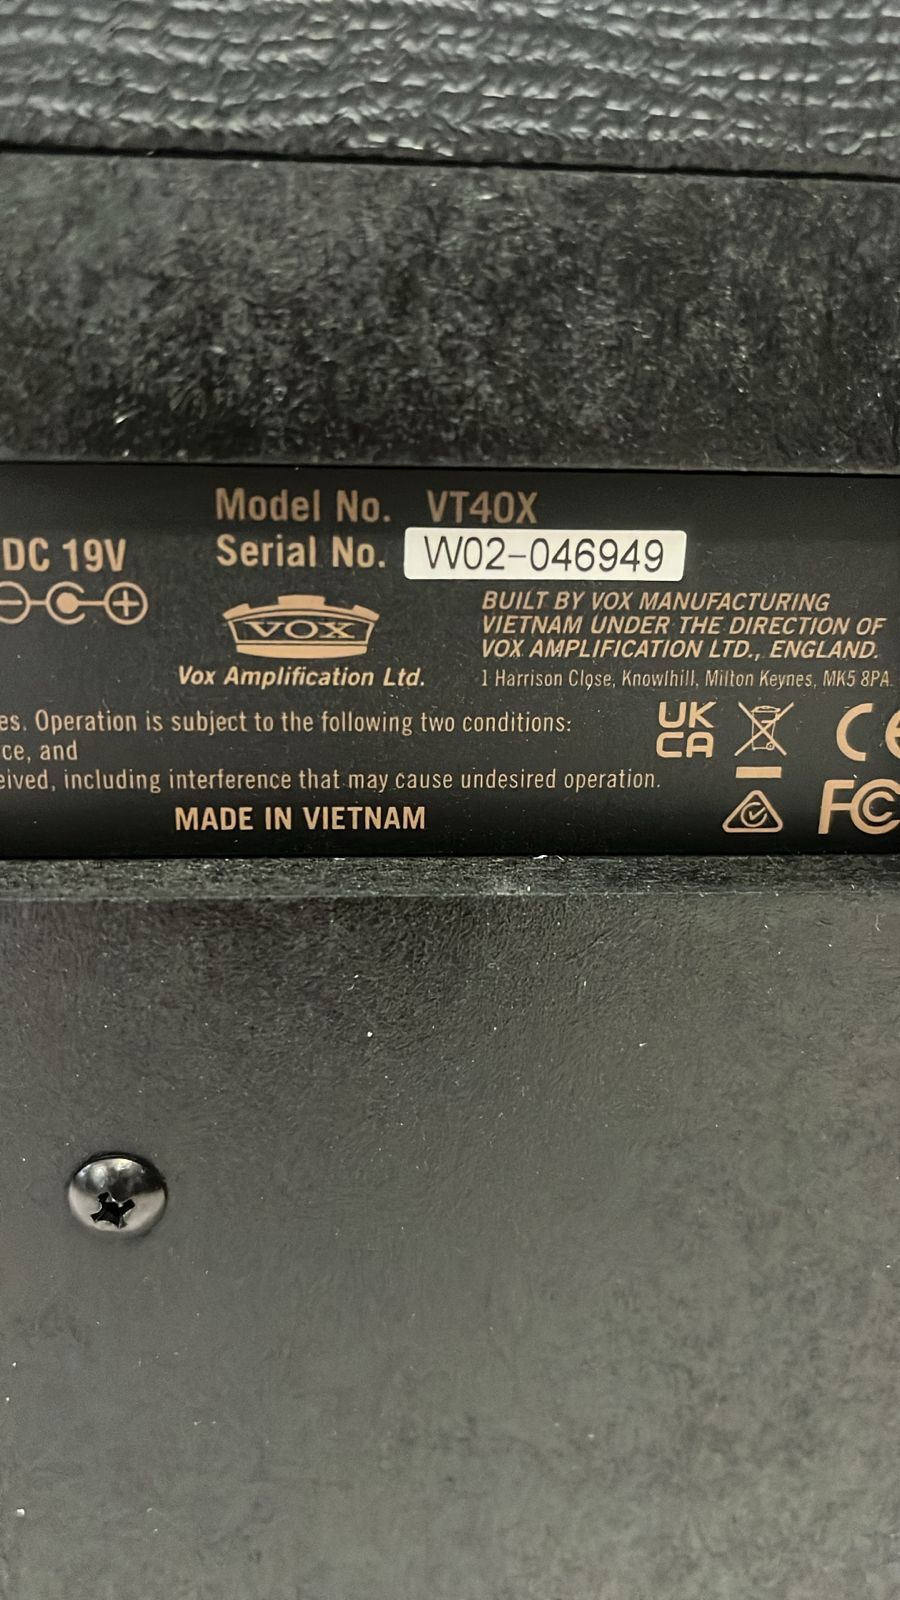 Model No. VT40X
DC 19V
Serial No. W02-046949
VOX
Vox Amplification Ltd.
BUILT BY VOX MANUFACTURING
VIETNAM UNDER THE DIRECTION OF
VOX AMPLIFICATION LTD., ENGLAND.
1 Harrison Close, Knowlhill, Milton Keynes, MK5 8PA.
es. Operation is subject to the following two conditions:
ce, and
eived, including interference that may cause undesired operation.
MADE IN VIETNAM
UK
CA
CE
FC